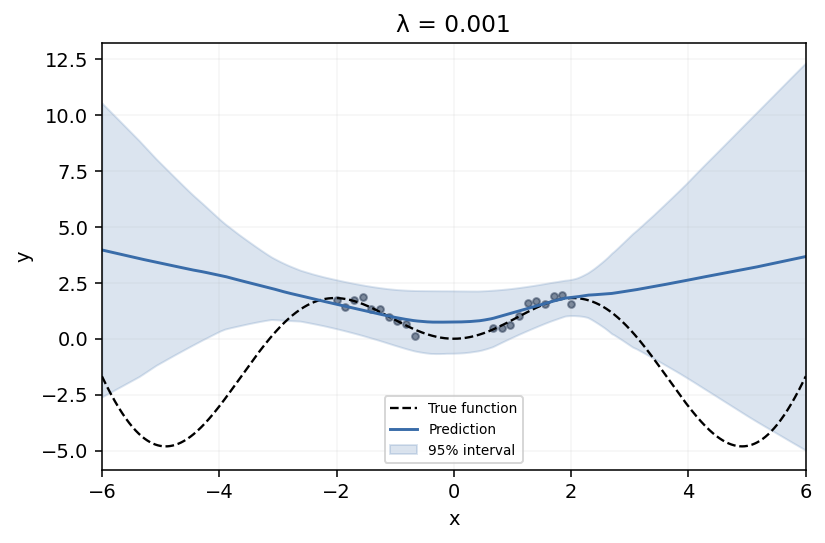 λ = 0.001
12.5
10.0
7.5
5.0
2.5
0.0
−2.5
−5.0
y
True function
Prediction
95% interval
−6
−4
−2
0
2
4
6
x